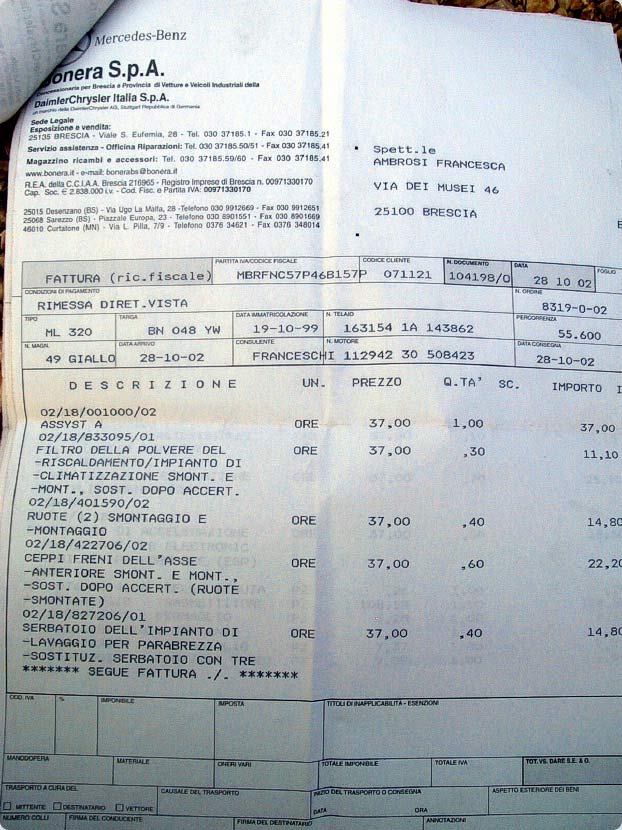 Mercedes-Benz
Bonera S.p.A.
Concessionaria per Brescia e Provincia di Vetture e Veicoli Industriali della
DaimlerChrysler Italia S.p.A.
un marchio della DaimlerChrysler AG, Stuttgart Repubblica di Germania
Sede Legale
Esposizione e vendita:
25135 BRESCIA - Viale S. Eufemia, 28 - Tel. 030 37185.1 - Fax 030 37185.21
Servizio assistenza - Officina Riparazioni: Tel. 030 37185.50/51 - Fax 030 37185.41
Magazzino ricambi e accessori: Tel. 030 37185.59/60 - Fax 030 37185.41
www.bonera.it - e-mail: bonerabs@bonera.it
R.E.A. della C.C.I.A.A. Brescia 216965 - Registro Imprese di Brescia n. 00971330170
Cap. Soc. € 2.838.000 i.v. - Cod. Fisc. e Partita IVA: 00971330170
25015 Desenzano (BS) - Via Ugo La Malfa, 28 - Telefono 030 9912669 - Fax 030 9912651
25068 Sarezzo (BS) - Piazzale Europa, 23 - Telefono 030 8901551 - Fax 030 8901669
46010 Curtatone (MN) - Via L. Pilla, 7/9 - Telefono 0376 34621 - Fax 0376 348014
Spett.le
AMBROSI FRANCESCA
VIA DEI MUSEI 46
25100 BRESCIA
FATTURA (ric.fiscale)
PARTITA IVA/CODICE FISCALE
MBRFNC57P46B157P
CODICE CLIENTE
071121
N. DOCUMENTO
104198/0
DATA
28 10 02
FOGLIO
CONDIZIONI DI PAGAMENTO
RIMESSA DIRET.VISTA
N. ORDINE
8319-0-02
TIPO
ML 320
TARGA
BN 048 YW
DATA IMMATRICOLAZIONE
19-10-99
N. TELAIO
163154 1A 143862
PERCORRENZA
55.600
N. MAGN.
49 GIALLO
DATA ARRIVO
28-10-02
CONSULENTE
FRANCESCHI
N. MOTORE
112942 30 508423
DATA CONSEGNA
28-10-02
DESCRIZIONE UN. PREZZO Q.TA' SC. IMPORTO I
02/18/001000/02
ASSYST A ORE 37,00 1,00 37,00
02/18/833095/01
FILTRO DELLA POLVERE DEL ORE 37,00 ,30 11,10
-RISCALDAMENTO/IMPIANTO DI
-CLIMATIZZAZIONE SMONT. E
-MONT., SOST. DOPO ACCERT.
02/18/401590/02
RUOTE (2) SMONTAGGIO E ORE 37,00 ,40 14,80
-MONTAGGIO
02/18/422706/02
CEPPI FRENI DELL'ASSE ORE 37,00 ,60 22,20
-ANTERIORE SMONT. E MONT.,
-SOST. DOPO ACCERT. (RUOTE
-SMONTATE)
02/18/827206/01
SERBATOIO DELL'IMPIANTO DI ORE 37,00 ,40 14,80
-LAVAGGIO PER PARABREZZA
-SOSTITUZ. SERBATOIO CON TRE
******* SEGUE FATTURA ./. *******
COD. IVA % IMPONIBILE IMPOSTA TITOLI DI INAPPLICABILITA - ESENZIONI
MANODOPERA MATERIALE ONERI VARI TOTALE IMPONIBILE TOTALE IVA TOT. VS. DARE S.E. & O.
TRASPORTO A CURA DEL CAUSALE DEL TRASPORTO INIZIO DEL TRASPORTO O CONSEGNA ASPETTO ESTERIORE DEI BENI
MITTENTE DESTINATARIO VETTORE DATA ORA
NUMERO COLLI FIRMA DEL CONDUCENTE FIRMA DEL DESTINATARIO ANNOTAZIONI